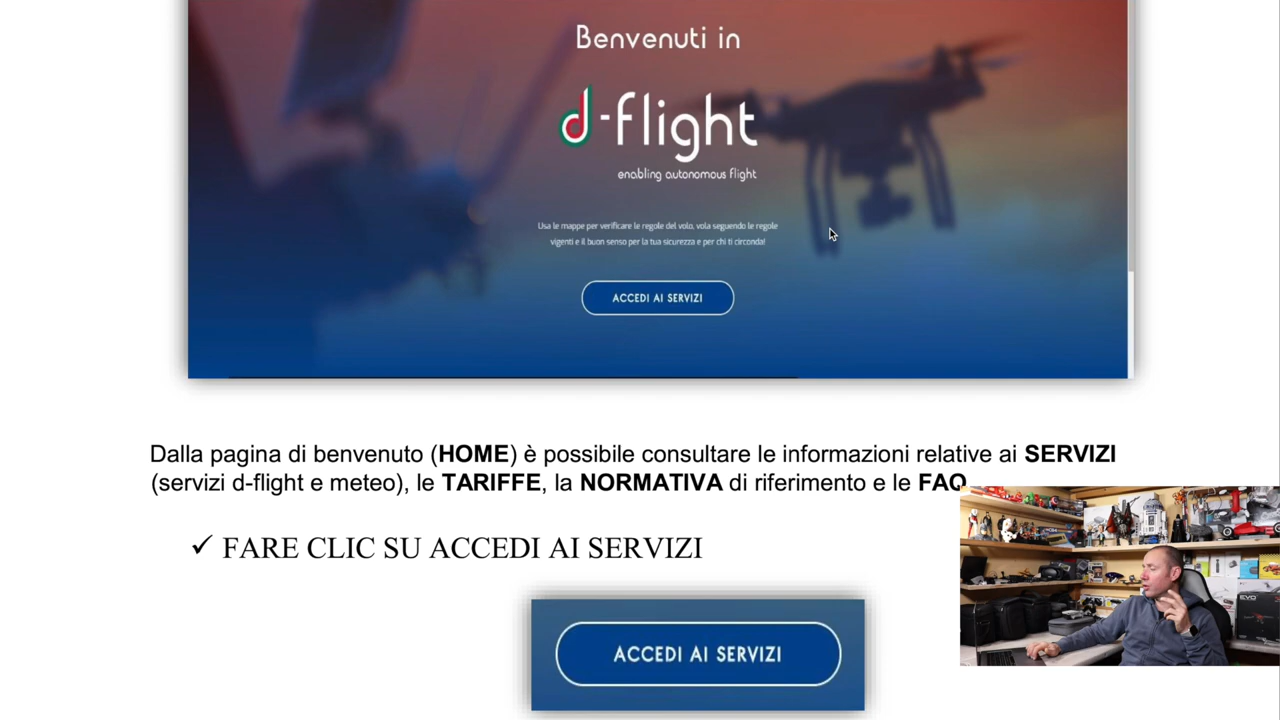 Benvenuti in
d-flight
enabling autonomous flight
Usa le mappe per verificare le regole del volo, vola seguendo le regole
vigenti e il buon senso per la tua sicurezza e per chi ti circonda!
ACCEDI AI SERVIZI
Dalla pagina di benvenuto (HOME) è possibile consultare le informazioni relative ai SERVIZI
(servizi d-flight e meteo), le TARIFFE, la NORMATIVA di riferimento e le FAQ
✓ FARE CLIC SU ACCEDI AI SERVIZI
ACCEDI AI SERVIZI
EVO